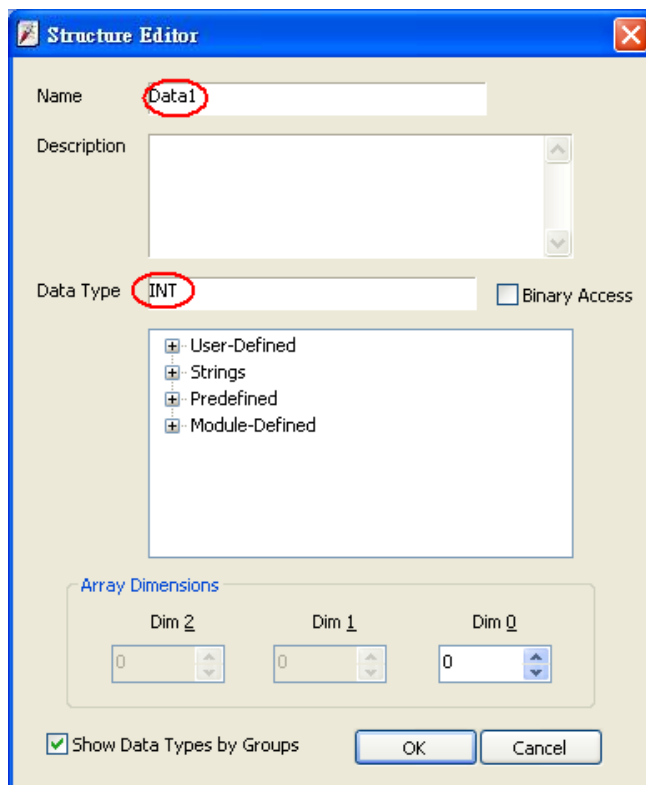 Structure Editor
Name Data1
Description
Data Type INT Binary Access
User-Defined
Strings
Predefined
Module-Defined
Array Dimensions
Dim 2 Dim 1 Dim 0
0 0 0
Show Data Types by Groups OK Cancel